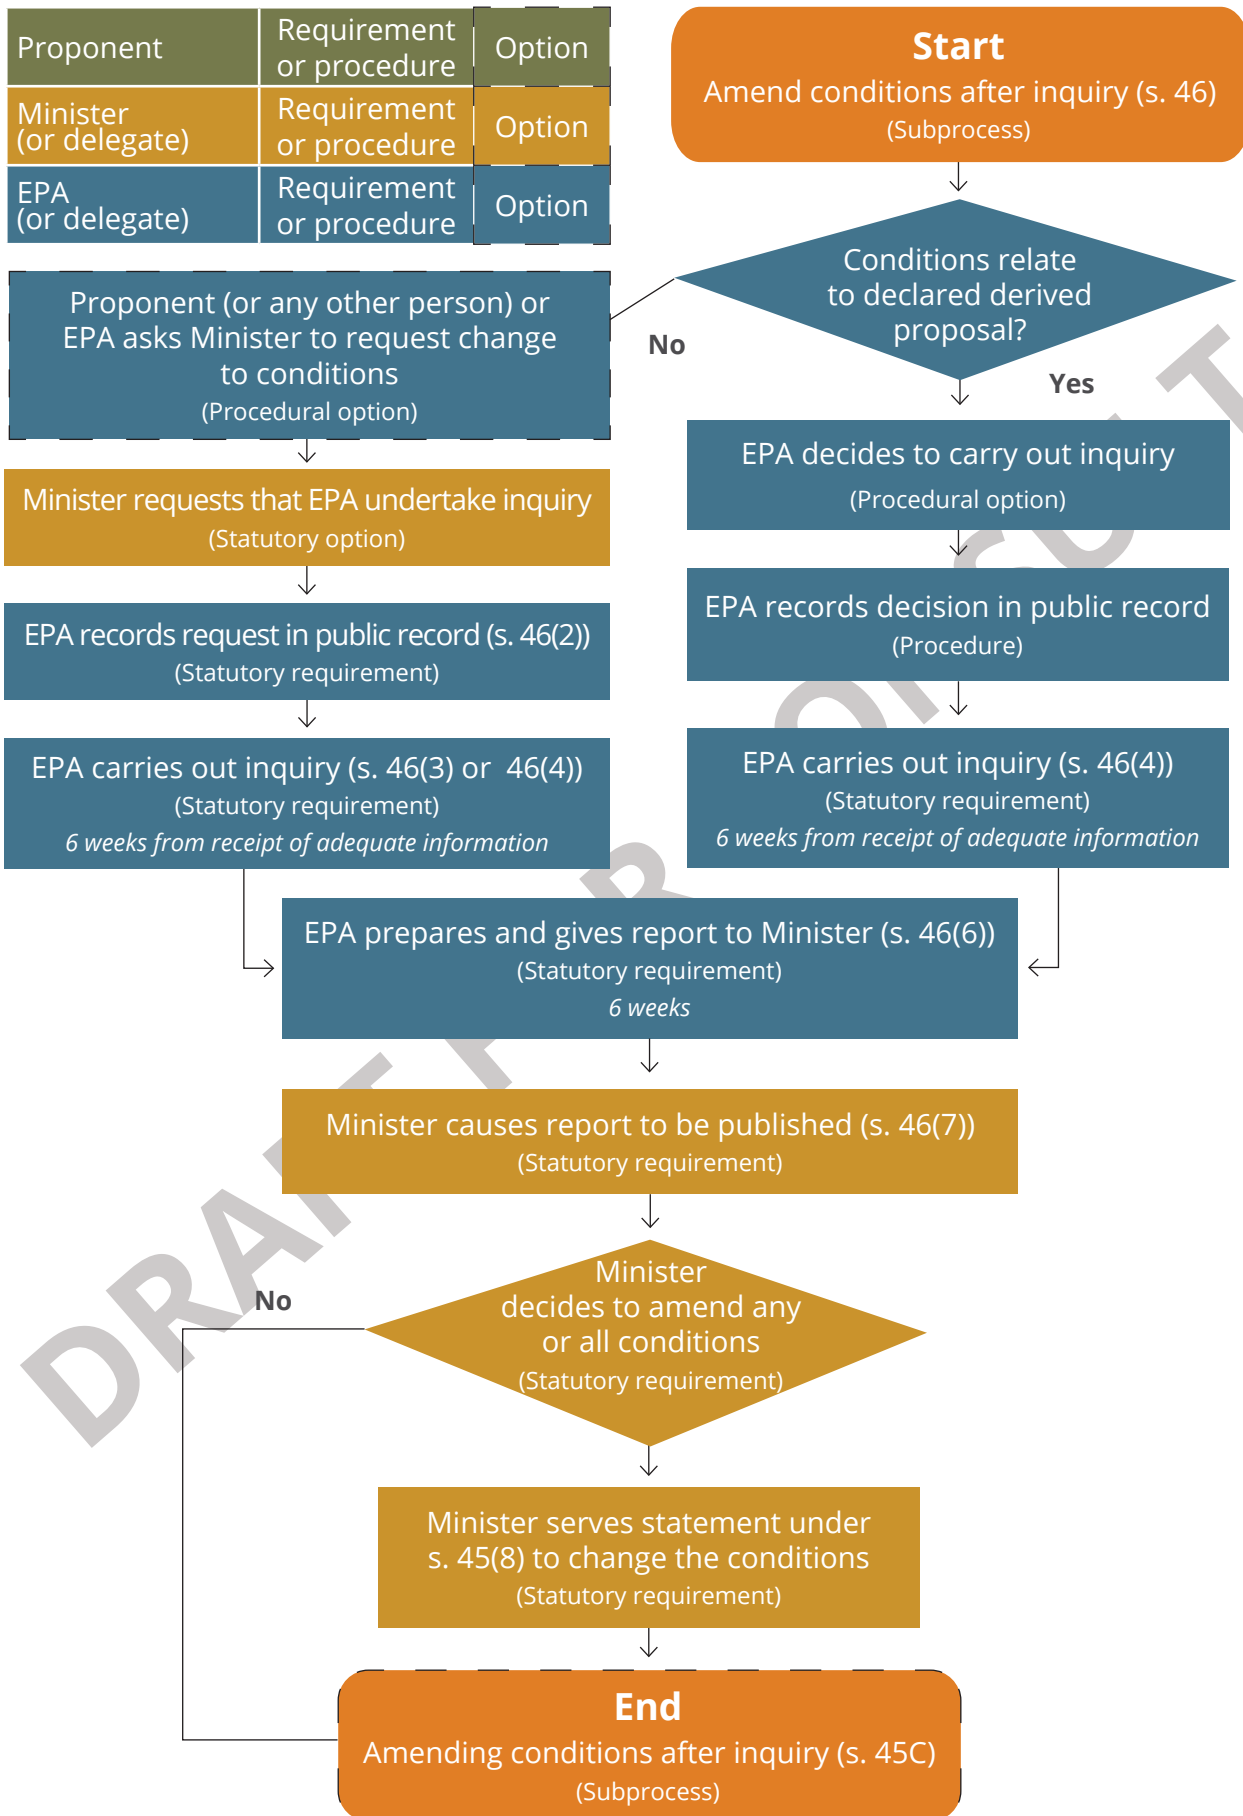 Proponent
Requirement
or procedure
Option
Minister
(or delegate)
Requirement
or procedure
Option
EPA
(or delegate)
Requirement
or procedure
Option
Start
Amend conditions after inquiry (s. 46)
(Subprocess)
Conditions relate
to declared derived
proposal?
No
Yes
Proponent (or any other person) or
EPA asks Minister to request change
to conditions
(Procedural option)
Minister requests that EPA undertake inquiry
(Statutory option)
EPA records request in public record (s. 46(2))
(Statutory requirement)
EPA carries out inquiry (s. 46(3) or 46(4))
(Statutory requirement)
6 weeks from receipt of adequate information
EPA decides to carry out inquiry
(Procedural option)
EPA records decision in public record
(Procedure)
EPA carries out inquiry (s. 46(4))
(Statutory requirement)
6 weeks from receipt of adequate information
EPA prepares and gives report to Minister (s. 46(6))
(Statutory requirement)
6 weeks
Minister causes report to be published (s. 46(7))
(Statutory requirement)
Minister
decides to amend any
or all conditions
(Statutory requirement)
No
Minister serves statement under
s. 45(8) to change the conditions
(Statutory requirement)
End
Amending conditions after inquiry (s. 45C)
(Subprocess)
DRAFT FOR